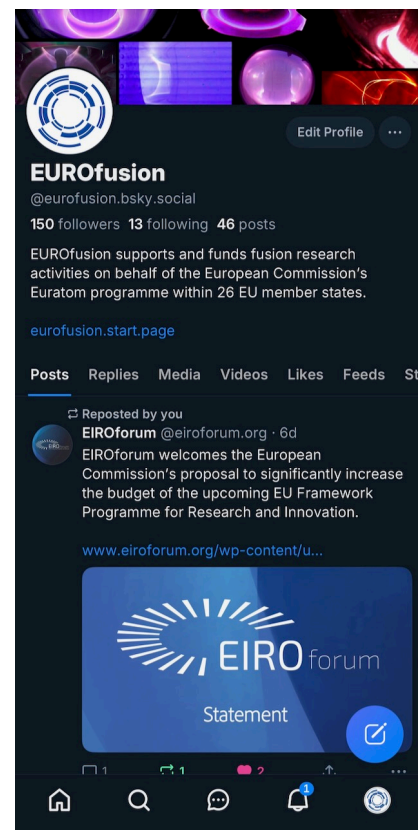 Edit Profile
EUROfusion
@eurofusion.bsky.social
150 followers 13 following 46 posts
EUROfusion supports and funds fusion research
activities on behalf of the European Commission's
Euratom programme within 26 EU member states.
eurofusion.start.page
Posts Replies Media Videos Likes Feeds St
Reposted by you
EIROforum @eiroforum.org · 6d
EIROforum welcomes the European
Commission's proposal to significantly increase
the budget of the upcoming EU Framework
Programme for Research and Innovation.
www.eiroforum.org/wp-content/u...
EIROforum
Statement
1 1 2
1